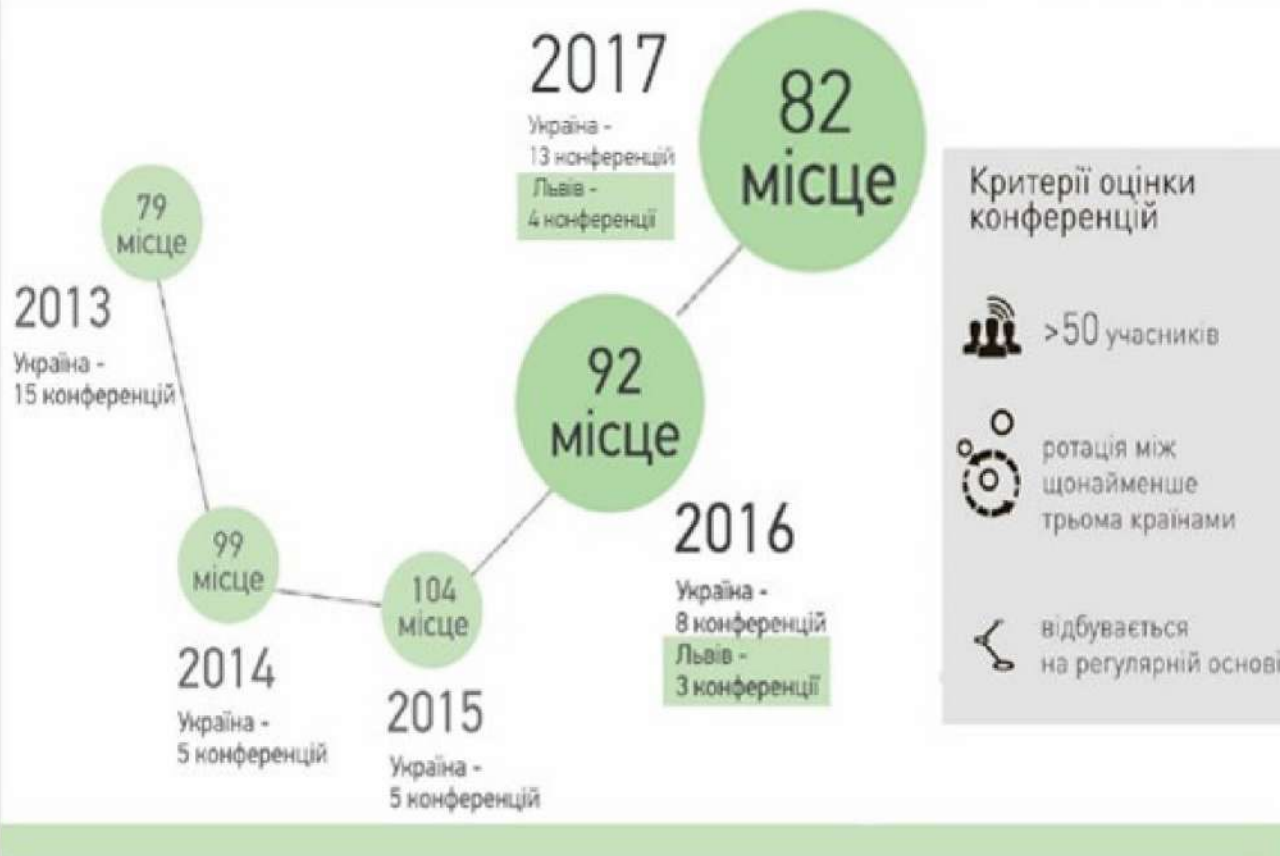 79
місце
2013
Україна -
15 конференцій
99
місце
2014
Україна -
5 конференцій
104
місце
2015
Україна -
5 конференцій
92
місце
2016
Україна -
8 конференцій
Львів -
3 конференції
2017
Україна -
13 конференцій
Львів -
4 конференції
82
місце
Критерії оцінки
конференцій
>50 учасників
ротація між
щонайменше
трьома країнами
відбувається
на регулярній основі